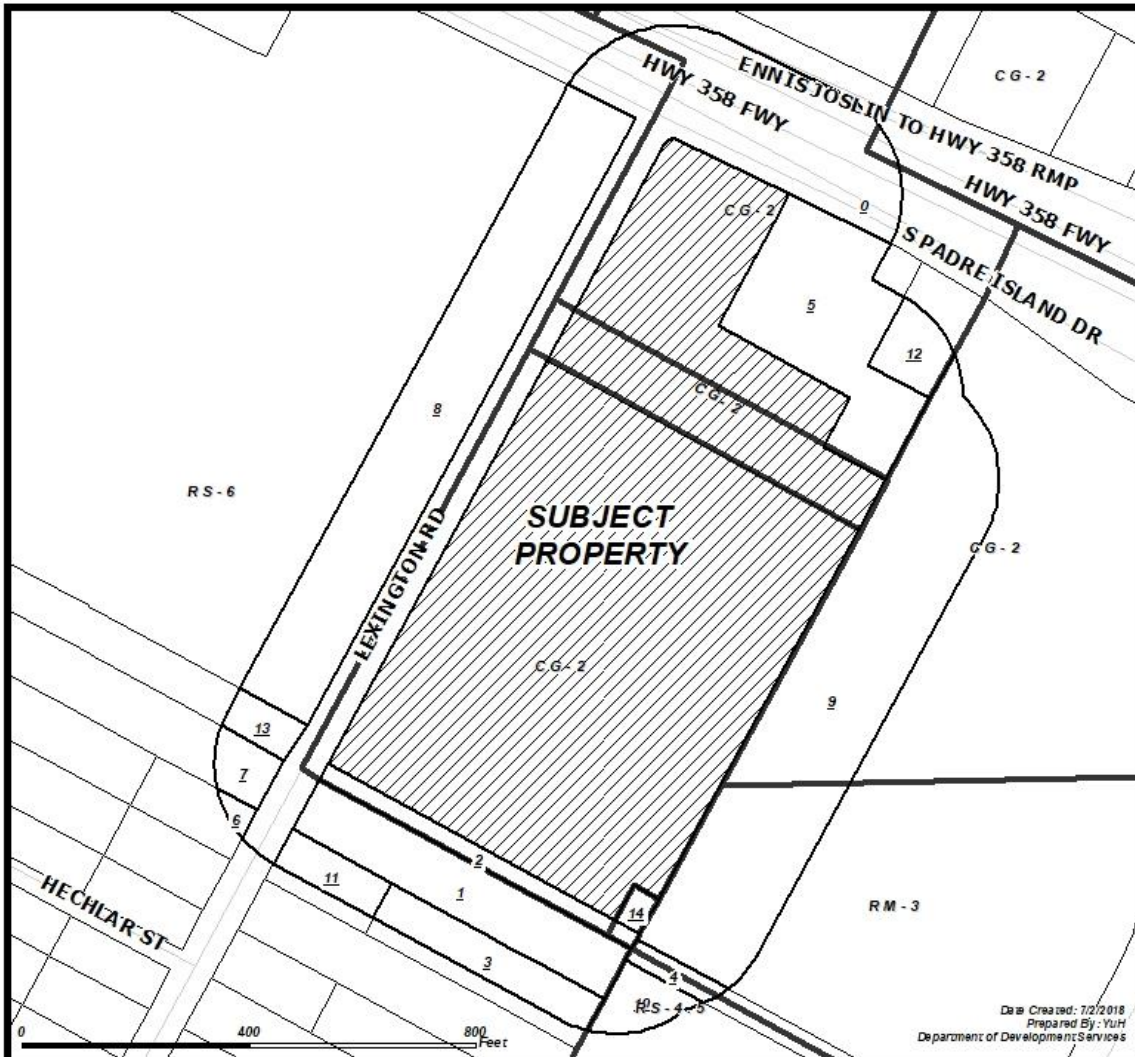 CG-2
ENNIS JOSLIN TO HWY 358 RMP
HWY 358 FWY
HWY 358 FWY
CG-2
0
S PADRE ISLAND DR
5
12
CG-2
8
RS-6
SUBJECT
PROPERTY
CG-2
LEXINGTON RD
CG-2
9
13
7
6
2
1
11
14
RM-3
HECHLAR ST
3
4
10
RS-4.5
0 400 800
Feet
Date Created: 7/2/2018
Prepared By: YuH
Department of Development Services